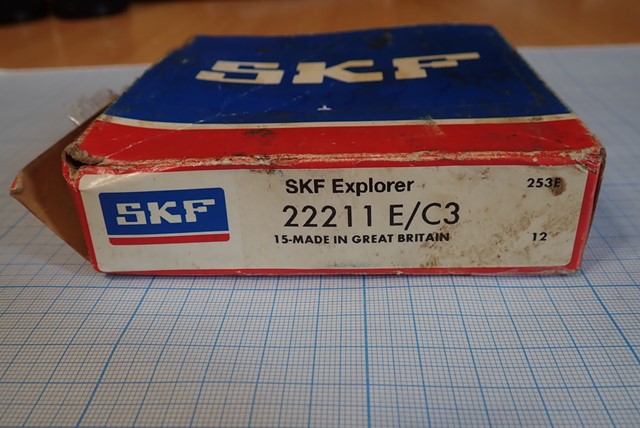 SKF
SKF
SKF Explorer
253E
22211 E/C3
15-MADE IN GREAT BRITAIN
12